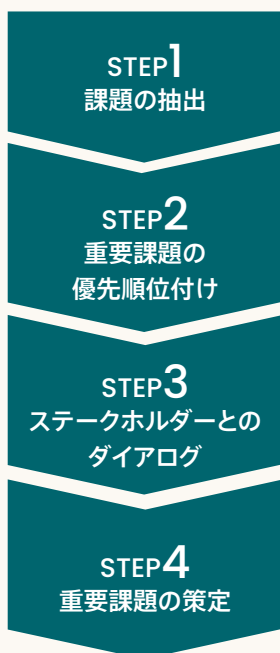 STEP1
課題の抽出
STEP2
重要課題の
優先順位付け
STEP3
ステークホルダーとの
ダイアログ
STEP4
重要課題の策定